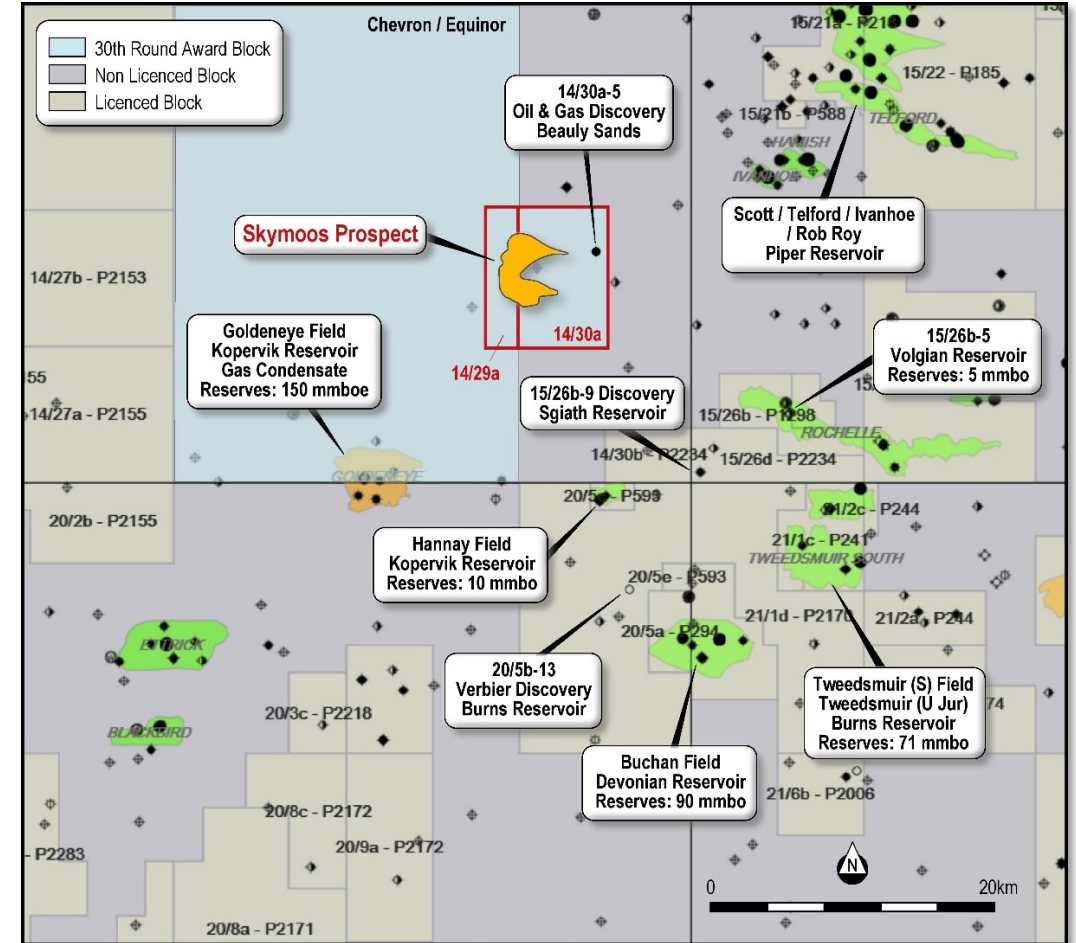 Chevron / Equinor
30th Round Award Block
Non Licenced Block
Licenced Block
14/30a-5
Oil & Gas Discovery
Beauly Sands
15/22 - P185
15/21b - P588
TELFORD
HAMISH
IVANHOE
Scott / Telford / Ivanhoe
/ Rob Roy
Piper Reservoir
Skymoos Prospect
14/27b - P2153
14/30a
14/29a
Goldeneye Field
Kopervik Reservoir
Gas Condensate
Reserves: 150 mmboe
15/26b-5
Volgian Reservoir
Reserves: 5 mmbo
55
14/27a - P2155
15/26b-9 Discovery
Sgiath Reservoir
15/26b - P1298
ROCHELLE
14/30b - P2234
15/26d - P2234
GOLDENEYE
20/2b - P2155
21/2c - P244
21/1c - P241
TWEEDSMUIR SOUTH
Hannay Field
Kopervik Reservoir
Reserves: 10 mmbo
20/5e - P593
21/1d - P2170
21/2a - P244
20/5a - P294
ETTRICK
20/5b-13
Verbier Discovery
Burns Reservoir
Tweedsmuir (S) Field
Tweedsmuir (U Jur)
Burns Reservoir
Reserves: 71 mmbo
74
20/3c - P2218
BLACKBIRD
Buchan Field
Devonian Reservoir
Reserves: 90 mmbo
21/6b - P2006
20/8c - P2172
20/9a - P2172
- P2283
N
0
20km
20/8a - P2171